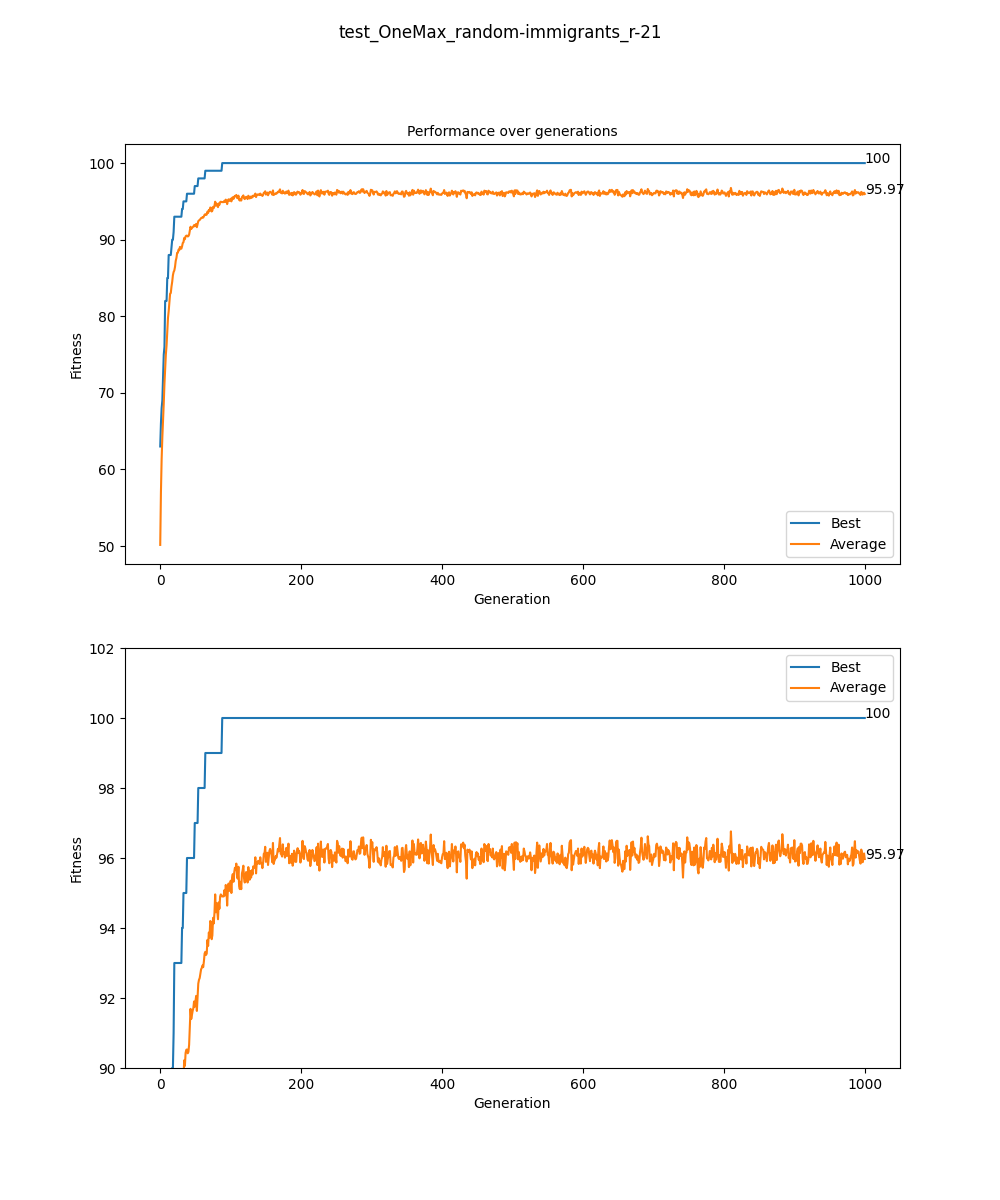 test_OneMax_random-immigrants_r-21
Performance over generations
100
90
80
70
60
50
Fitness
100
95.97
Best
Average
0 200 400 600 800 1000
Generation
102
100
98
96
94
92
90
Fitness
Best
Average
100
95.97
0 200 400 600 800 1000
Generation